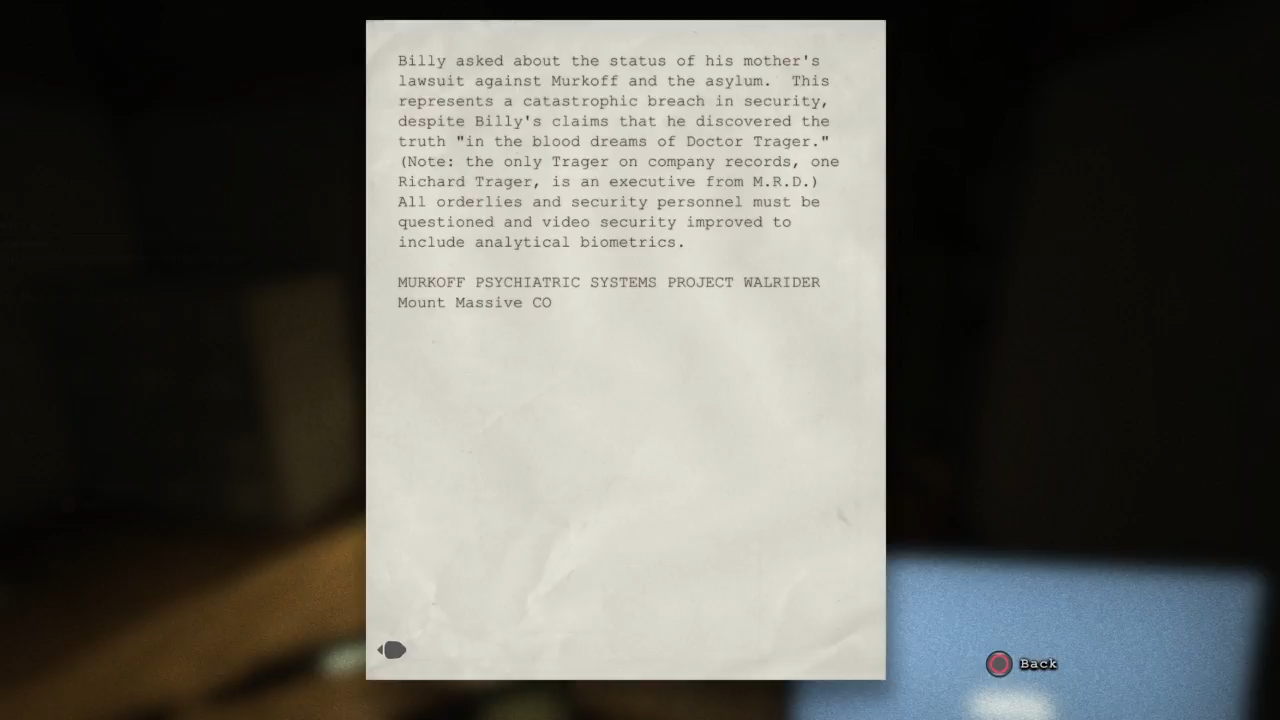 Billy asked about the status of his mother's
lawsuit against Murkoff and the asylum.  This
represents a catastrophic breach in security,
despite Billy's claims that he discovered the
truth "in the blood dreams of Doctor Trager."
(Note: the only Trager on company records, one
Richard Trager, is an executive from M.R.D.)
All orderlies and security personnel must be
questioned and video security improved to
include analytical biometrics.

MURKOFF PSYCHIATRIC SYSTEMS PROJECT WALRIDER
Mount Massive CO
Back